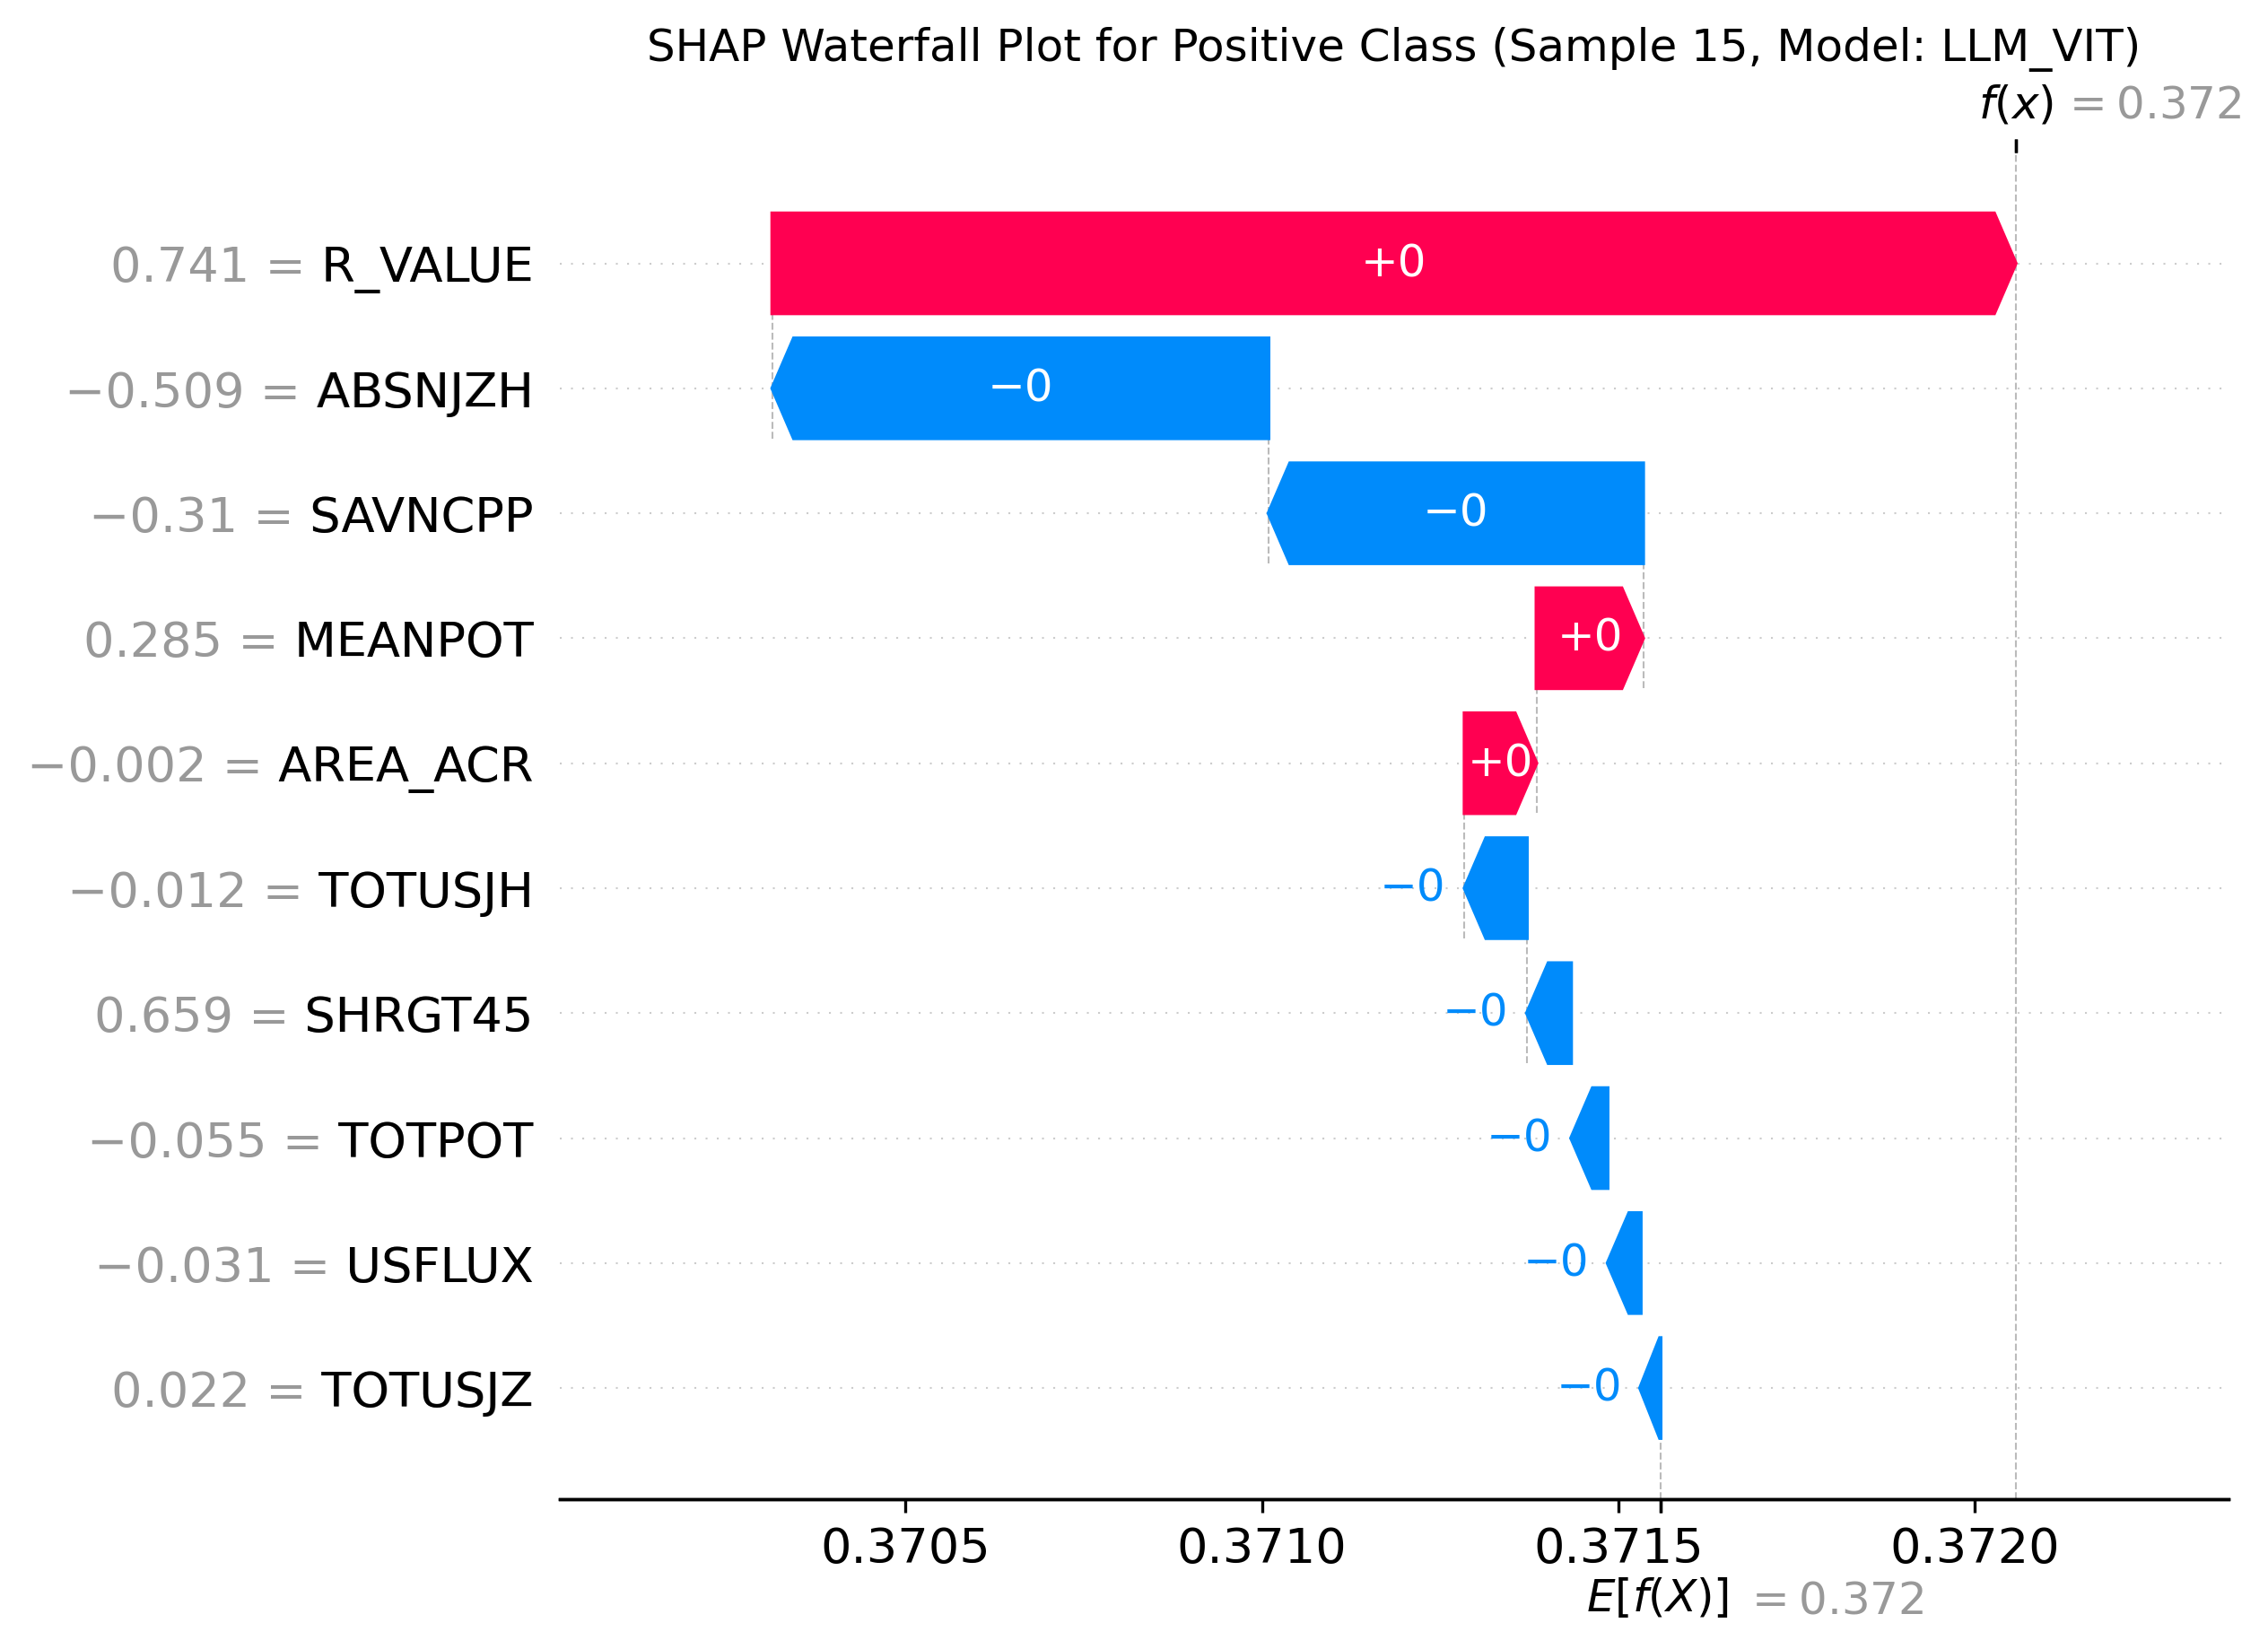 SHAP Waterfall Plot for Positive Class (Sample 15, Model: LLM_VIT)
f(x) = 0.372
0.741 = R_VALUE +0
−0.509 = ABSNJZH −0
−0.31 = SAVNCPP −0
0.285 = MEANPOT +0
−0.002 = AREA_ACR +0
−0.012 = TOTUSJH −0
0.659 = SHRGT45 −0
−0.055 = TOTPOT −0
−0.031 = USFLUX −0
0.022 = TOTUSJZ −0
0.3705 0.3710 0.3715 0.3720
E[f(X)] = 0.372